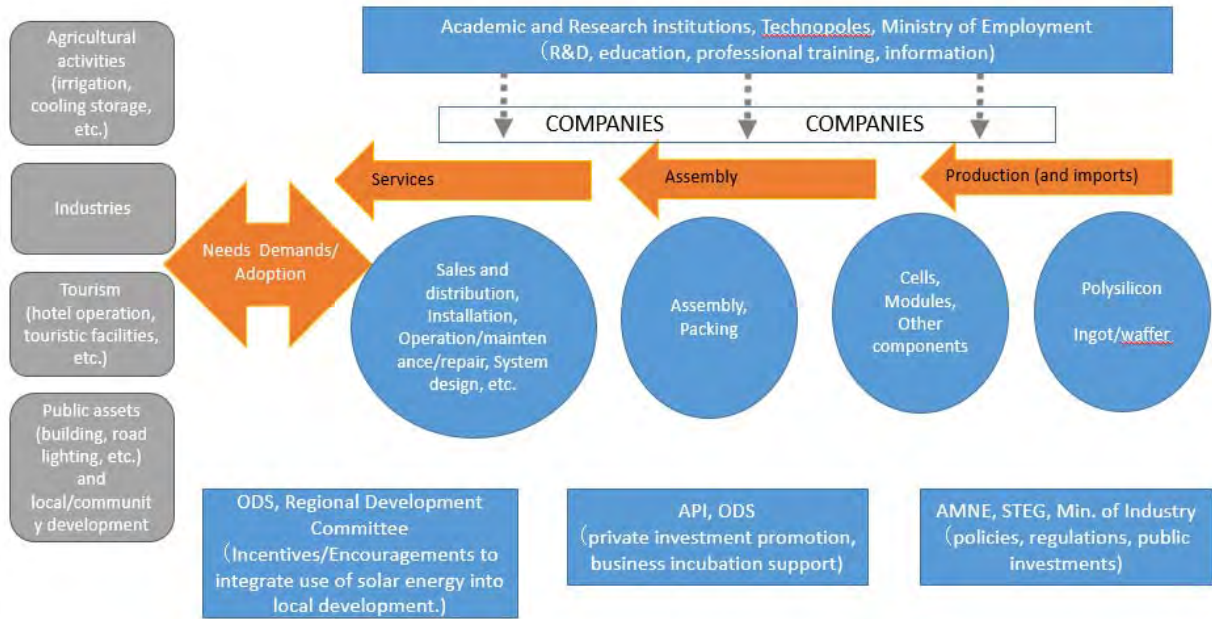 Agricultural
activities
(irrigation,
cooling storage,
etc.)
Industries
Tourism
(hotel operation,
touristic facilities,
etc.)
Public assets
(building, road
lighting, etc.)
and
local/communit
y development
Academic and Research institutions, Technopoles, Ministry of Employment
（R&D, education, professional training, information)
COMPANIES
COMPANIES
Services
Assembly
Production (and imports)
Needs Demands/
Adoption
Sales and
distribution,
Installation,
Operation/mainten
ance/repair, System
design, etc.
Assembly,
Packing
Cells,
Modules,
Other
components
Polysilicon
Ingot/waffer
ODS, Regional Development
Committee
（Incentives/Encouragements to
integrate use of solar energy into
local development.)
API, ODS
（private investment promotion,
business incubation support)
AMNE, STEG, Min. of Industry
（policies, regulations, public
investments)